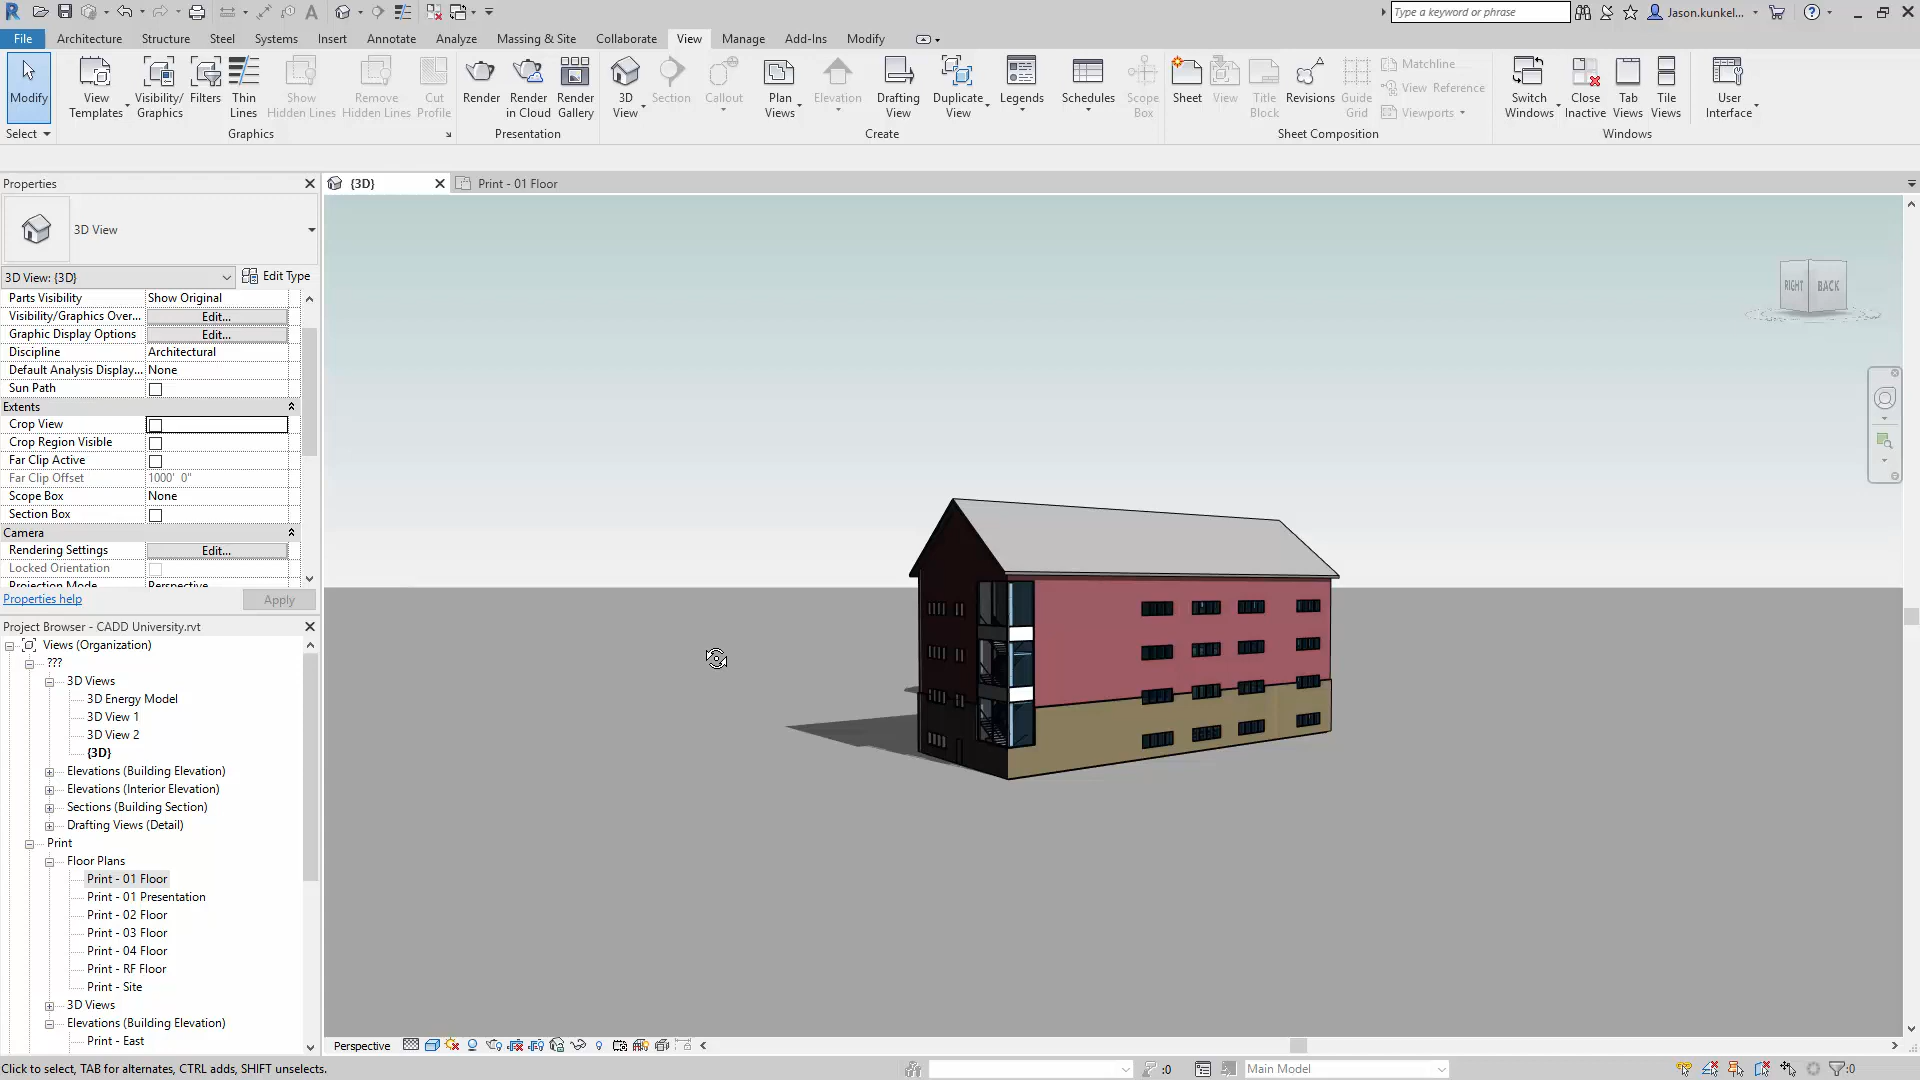 Type a keyword or phrase
Jason.kunkel...
File Architecture Structure Steel Systems Insert Annotate Analyze Massing & Site Collaborate View Manage Add-Ins Modify
Modify
View Templates
Visibility/ Graphics
Filters
Thin Lines
Show Hidden Lines
Remove Hidden Lines
Cut Profile
Render
Render in Cloud
Render Gallery
3D View
Section
Callout
Plan Views
Elevation
Drafting View
Duplicate View
Legends
Schedules
Scope Box
Sheet
View
Title Block
Revisions
Guide Grid
Matchline
View Reference
Viewports
Switch Windows
Close Inactive
Tab Views
Tile Views
User Interface
Select
Graphics
Presentation
Create
Sheet Composition
Windows
Properties
{3D}
Print - 01 Floor
3D View
3D View: {3D}
Edit Type
Parts Visibility Show Original
Visibility/Graphics Over... Edit...
Graphic Display Options Edit...
Discipline Architectural
Default Analysis Display... None
Sun Path
Extents
Crop View
Crop Region Visible
Far Clip Active
Far Clip Offset 1000' 0"
Scope Box None
Section Box
Camera
Rendering Settings Edit...
Locked Orientation
Projection Mode Perspective
Properties help
Apply
Project Browser - CADD University.rvt
Views (Organization)
???
3D Views
3D Energy Model
3D View 1
3D View 2
{3D}
Elevations (Building Elevation)
Elevations (Interior Elevation)
Sections (Building Section)
Drafting Views (Detail)
Print
Floor Plans
Print - 01 Floor
Print - 01 Presentation
Print - 02 Floor
Print - 03 Floor
Print - 04 Floor
Print - RF Floor
Print - Site
3D Views
Elevations (Building Elevation)
Print - East
RIGHT BACK
Perspective
Click to select, TAB for alternates, CTRL adds, SHIFT unselects.
:0
Main Model
:0